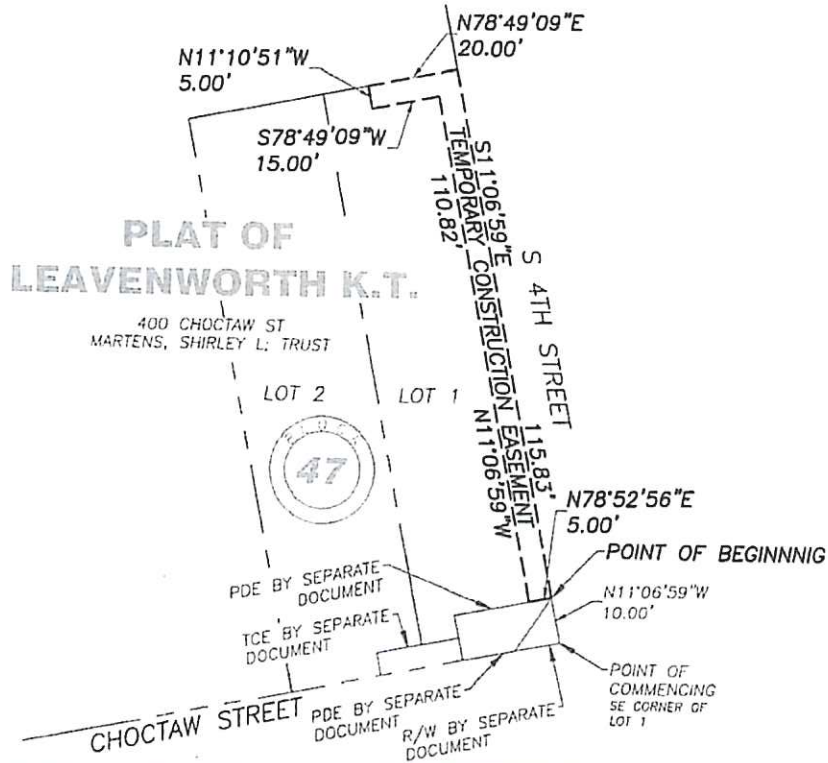 N78°49'09"E
20.00'
N11°10'51"W
5.00'
S78°49'09"W
15.00'
S11°06'59"E
115.83'
TEMPORARY CONSTRUCTION EASEMENT
110.82'
N11°06'59"W
S 4TH STREET
PLAT OF
LEAVENWORTH K.T.
400 CHOCTAW ST
MARTENS, SHIRLEY L; TRUST
LOT 2
LOT 1
BLOCK
47
N78°52'56"E
5.00'
POINT OF BEGINNNIG
N11°06'59"W
10.00'
PDE BY SEPARATE
DOCUMENT
TCE BY SEPARATE
DOCUMENT
POINT OF
COMMENCING
SE CORNER OF
LOT 1
CHOCTAW STREET
PDE BY SEPARATE
DOCUMENT
R/W BY SEPARATE
DOCUMENT